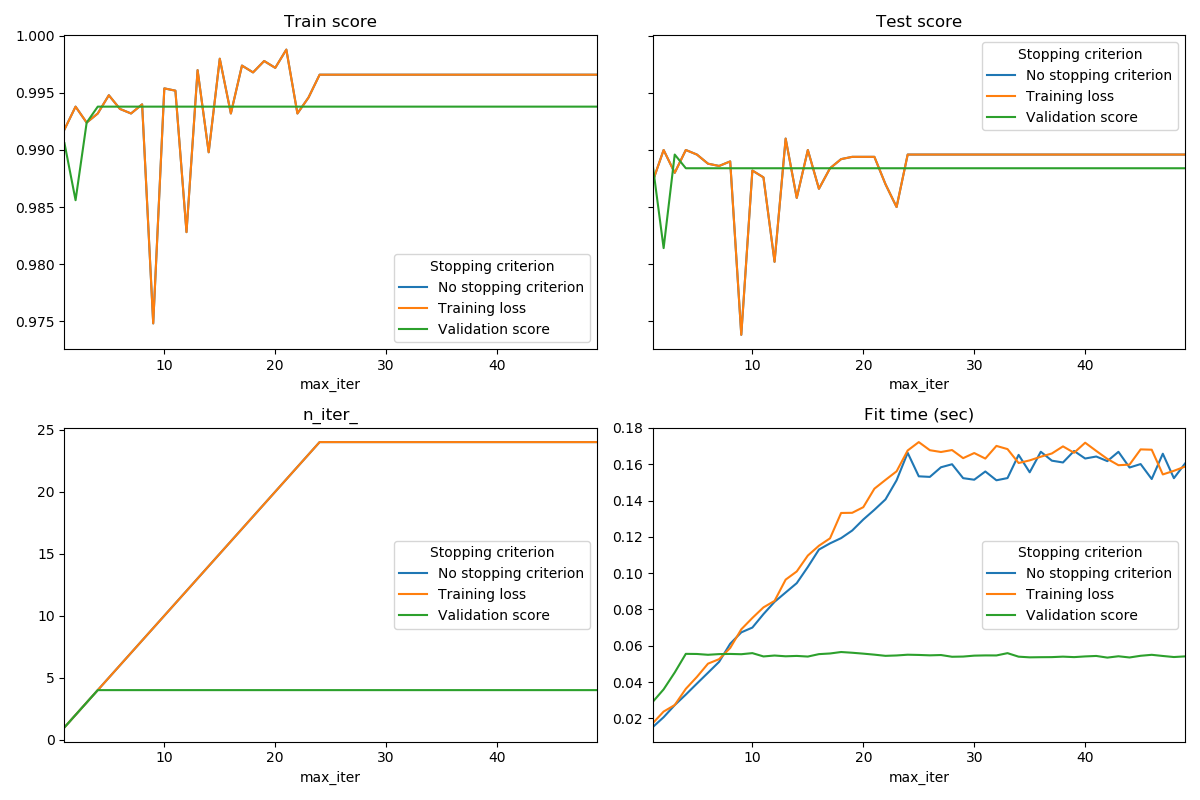 Train score
1.000
0.995
0.990
0.985
0.980
0.975
Stopping criterion
No stopping criterion
Training loss
Validation score
10 20 30 40
max_iter
Test score
Stopping criterion
No stopping criterion
Training loss
Validation score
10 20 30 40
max_iter
n_iter_
25
20
15
10
5
0
Stopping criterion
No stopping criterion
Training loss
Validation score
10 20 30 40
max_iter
Fit time (sec)
0.18
0.16
0.14
0.12
0.10
0.08
0.06
0.04
0.02
Stopping criterion
No stopping criterion
Training loss
Validation score
10 20 30 40
max_iter